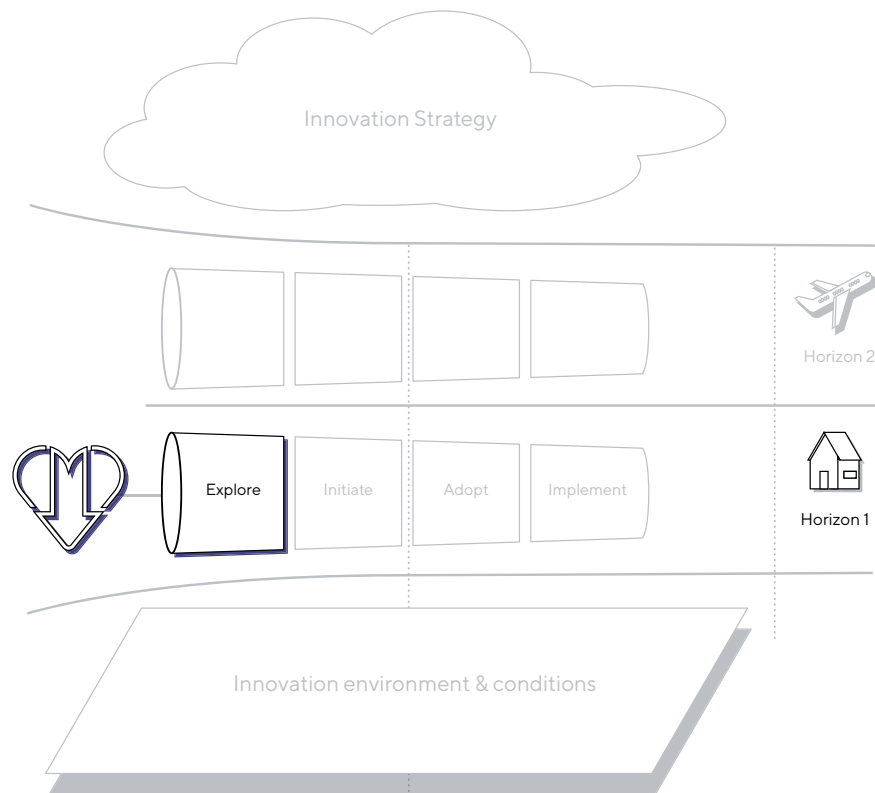 Innovation Strategy
Horizon 2
Explore
Initiate
Adopt
Implement
Horizon 1
Innovation environment & conditions